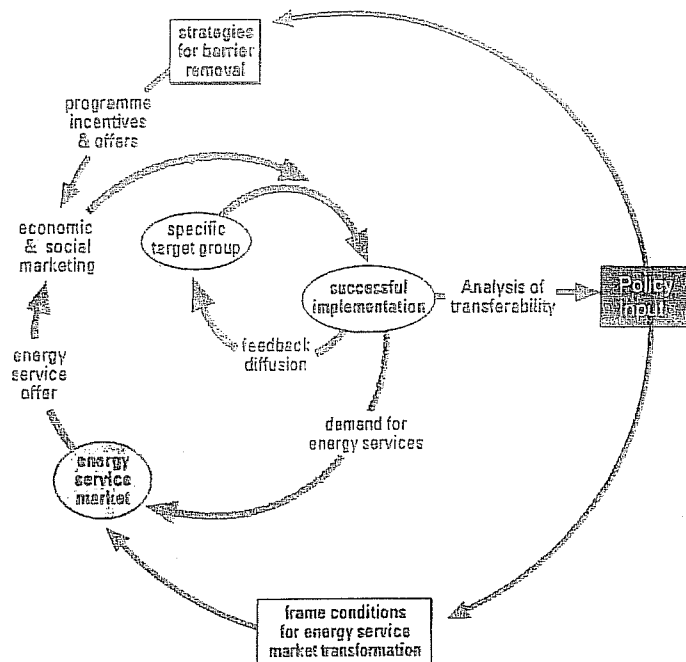 strategies
for barrier
removal
programme
incentives
& offers
economic
& social
marketing
specific
target group
successful
implementation
Analysis of
transferability
Policy
input
feedback
diffusion
energy
service
offer
demand for
energy services
energy
service
market
frame conditions
for energy service
market transformation